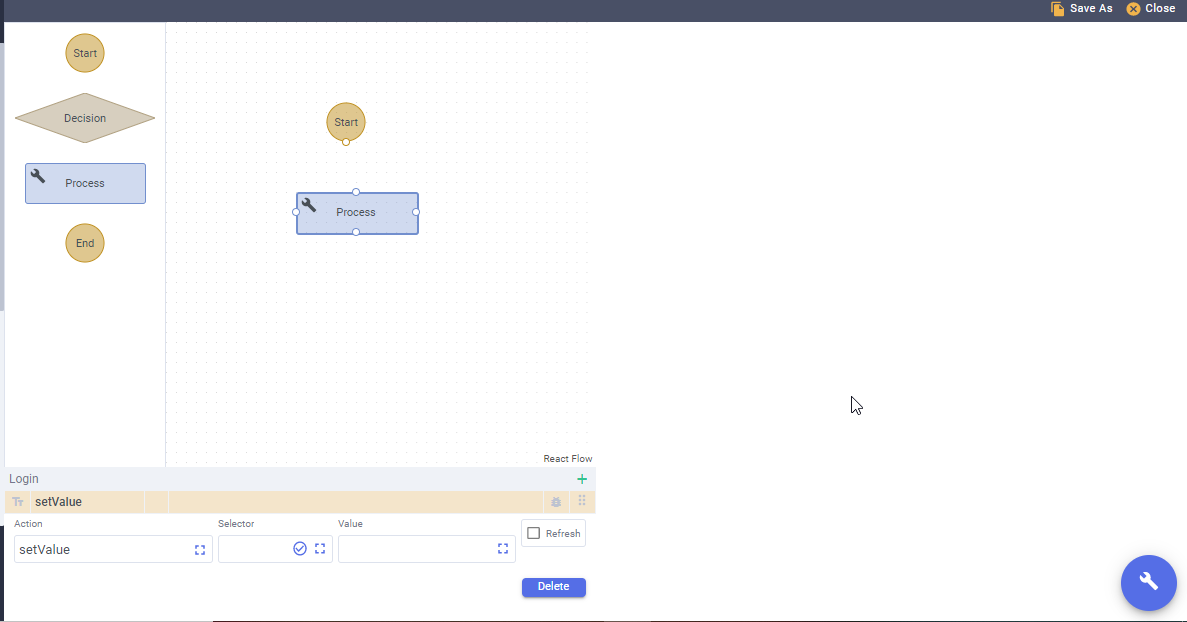 Save As
Close
Start
Decision
Process
End
Start
Process
React Flow
Login
Tт setValue
Action Selector Value
setValue
Refresh
Delete